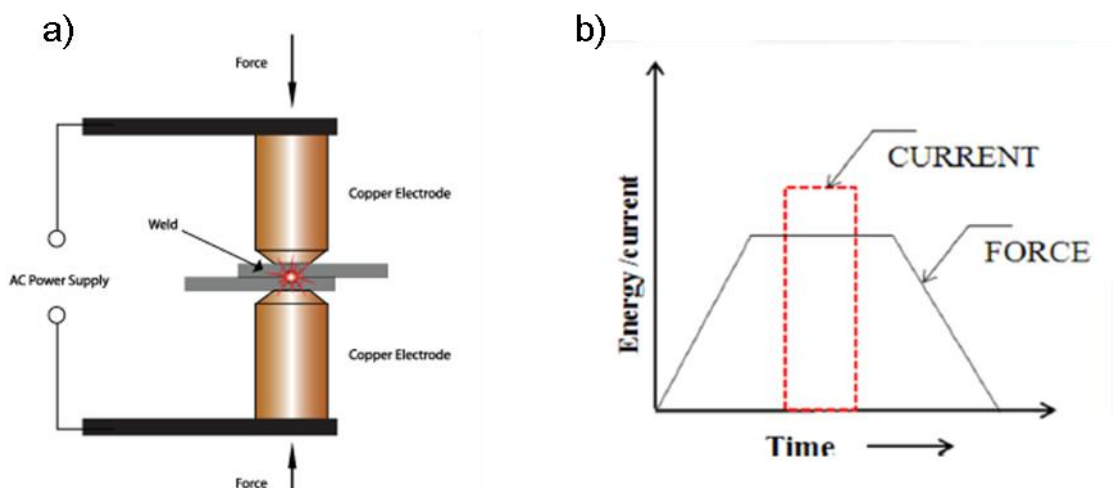 a)
Force
Copper Electrode
Weld
AC Power Supply
Copper Electrode
Force
b)
CURRENT
FORCE
Energy/current
Time